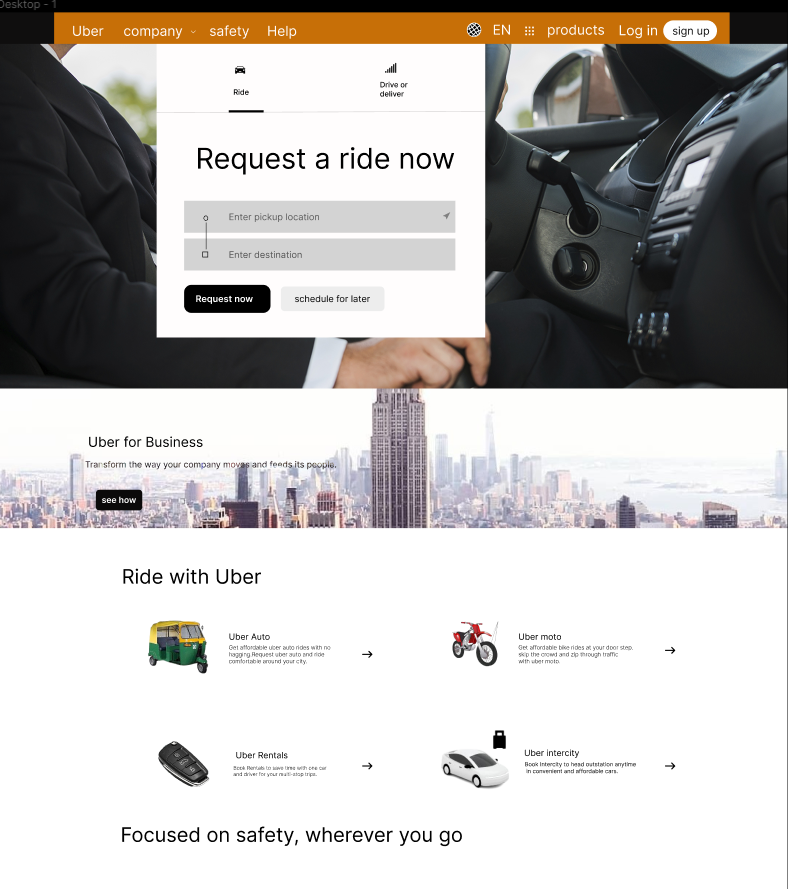 Desktop - 1
Uber company safety Help EN products Log in sign up
Ride
Drive or
deliver
Request a ride now
Enter pickup location
Enter destination
Request now schedule for later
Uber for Business
Transform the way your company moves and feeds its people.
see how
Ride with Uber
Uber Auto
Get affordable uber auto rides with no
hagging.Request uber auto and ride
comfortable around your city.
Uber moto
Get affordable bike rides at your door step.
skip the crowd and zip through traffic
with uber moto.
Uber Rentals
Book Rentals to save time with one car
and driver for your multi-stop trips.
Uber intercity
Book Intercity to head outstation anytime
in convenient and affordable cars.
Focused on safety, wherever you go